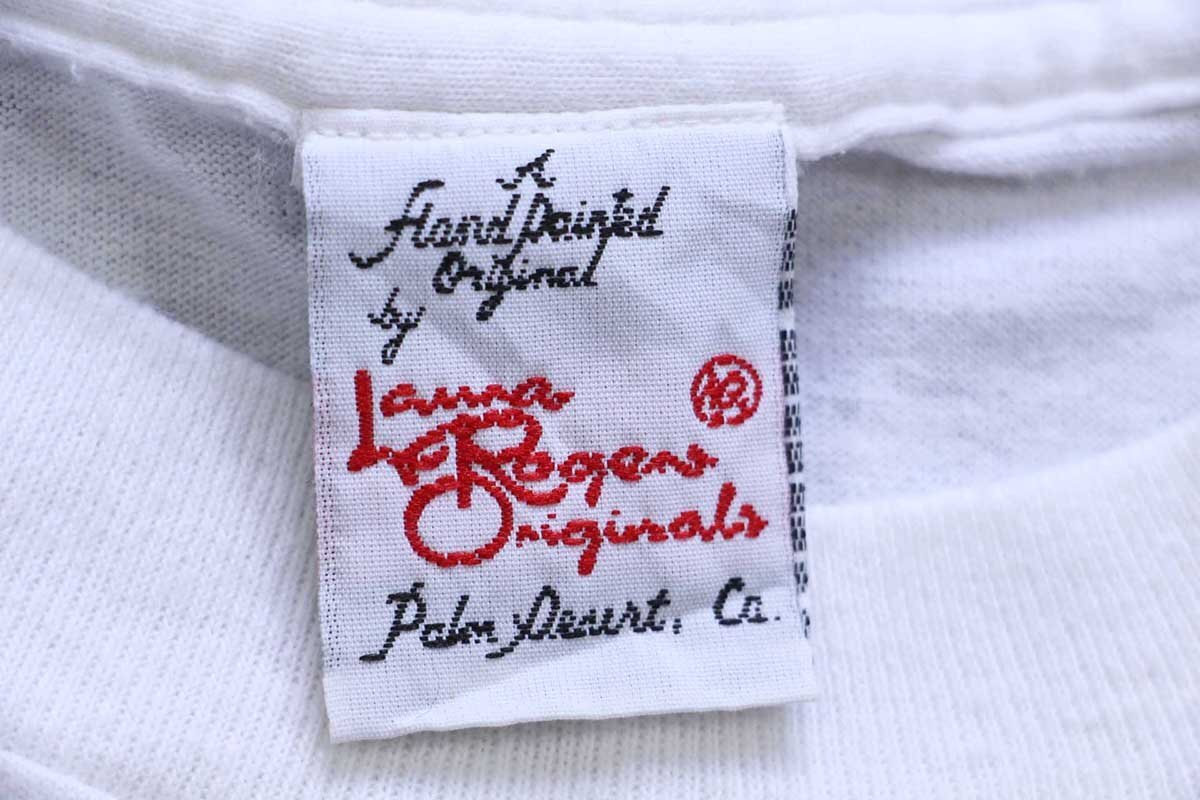 A
Hand Painted
Original
by
Laura
Rogers
Originals
Palm Desert, Ca.